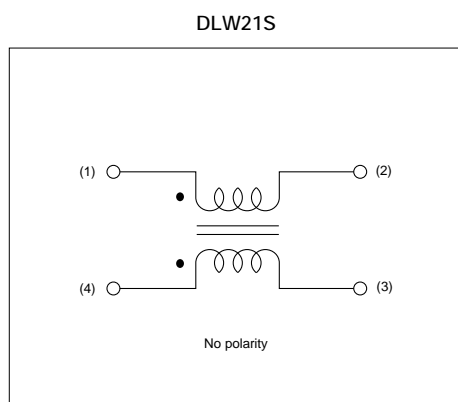 DLW21S
(1) (2)
(4) (3)
No polarity